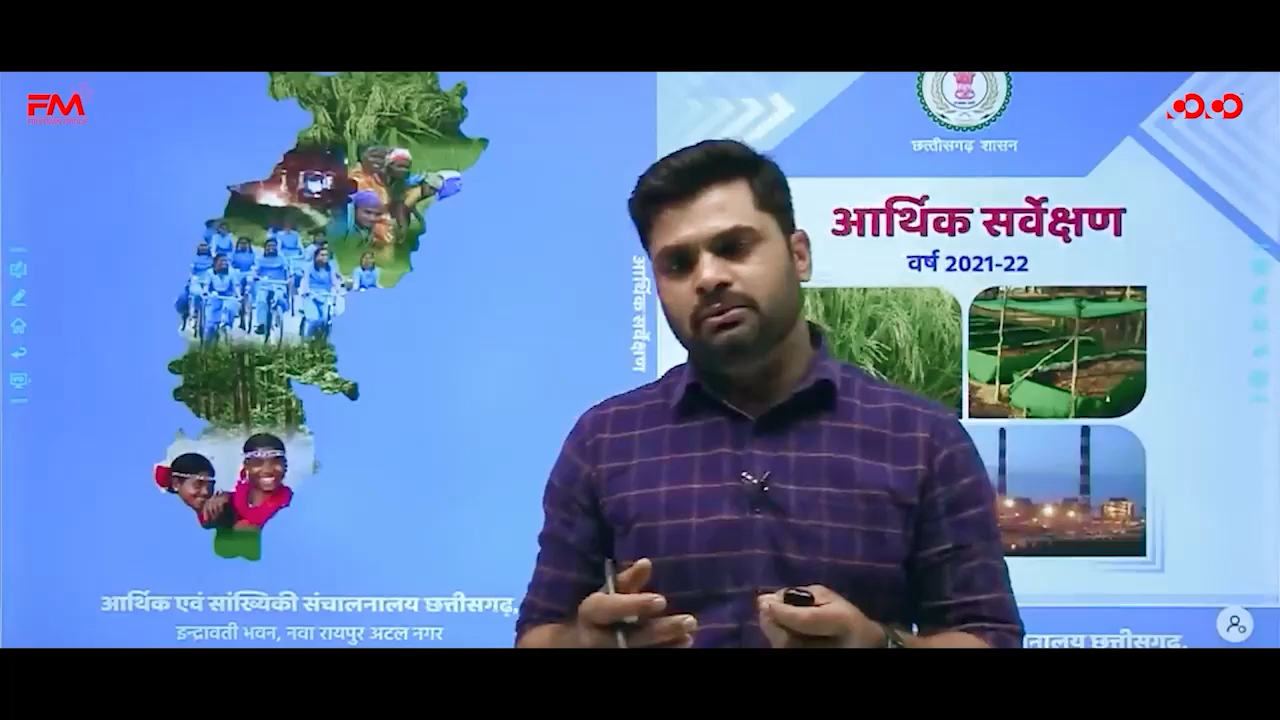 FM
छत्तीसगढ़ शासन
आर्थिक सर्वेक्षण
वर्ष 2021-22
आर्थिक सर्वेक्षण
आर्थिक एवं सांख्यिकी संचालनालय छत्तीसगढ़,
इन्द्रावती भवन, नवा रायपुर अटल नगर
नालय छत्तीसगढ़,